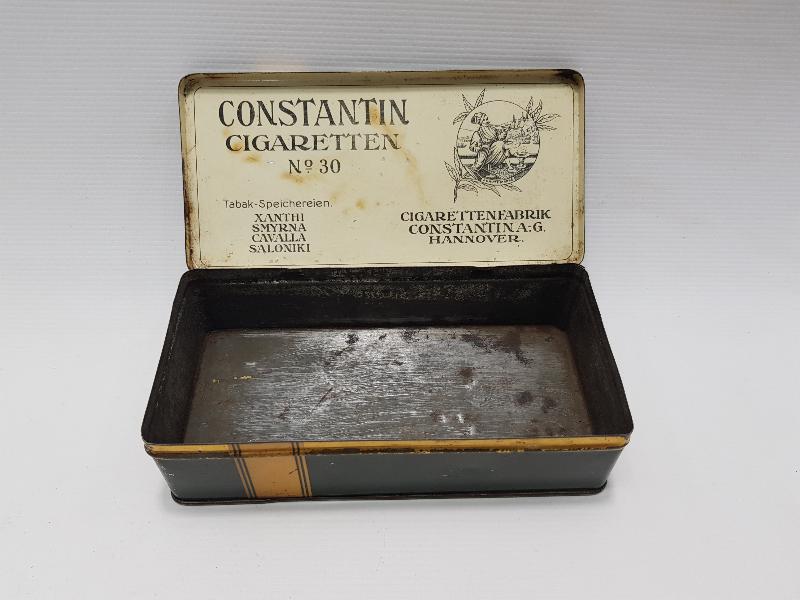 CONSTANTIN
CIGARETTEN
Nº 30
Tabak-Speichereien.
XANTHI
SMYRNA
CAVALLA
SALONIKI
CIGARETTENFABRIK
CONSTANTIN A.-G.
HANNOVER.